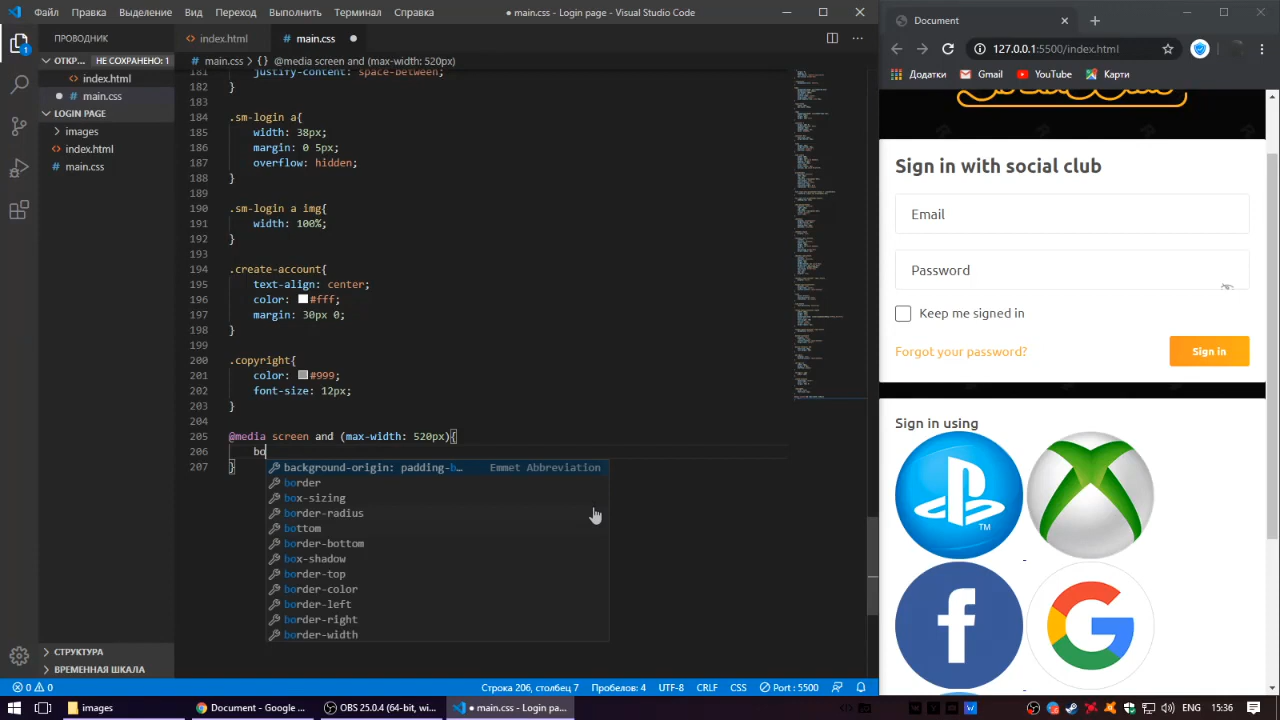 Файл Правка Выделение Вид Переход Выполнить Терминал Справка
● main.css - Login page - Visual Studio Code
ПРОВОДНИК
ОТКР... НЕ СОХРАНЕНО: 1
index.html
main.css
LOGIN PAGE
images
index.html
main.css
СТРУКТУРА
ВРЕМЕННАЯ ШКАЛА
index.html
# main.css ●
# main.css > {} @media screen and (max-width: 520px)
181 justify-content: space-between;
182 }
183
184 .sm-login a{
185 width: 38px;
186 margin: 0 5px;
187 overflow: hidden;
188 }
189
190 .sm-login a img{
191 width: 100%;
192 }
193
194 .create-account{
195 text-align: center;
196 color: #fff;
197 margin: 30px 0;
198 }
199
200 .copyright{
201 color: #999;
202 font-size: 12px;
203 }
204
205 @media screen and (max-width: 520px){
206 bo
207 }
background-origin: padding-b... Emmet Abbreviation
border
box-sizing
border-radius
bottom
border-bottom
box-shadow
border-top
border-color
border-left
border-right
border-width
0 0
Строка 206, столбец 7 Пробелов: 4 UTF-8 CRLF CSS Port : 5500
Document
127.0.0.1:5500/index.html
Додатки Gmail YouTube Карти
Sign in with social club
Email
Password
Keep me signed in
Forgot your password?
Sign in
Sign in using
TM
images
Document - Google ...
OBS 25.0.4 (64-bit, wi...
● main.css - Login pa...
ENG 15:36